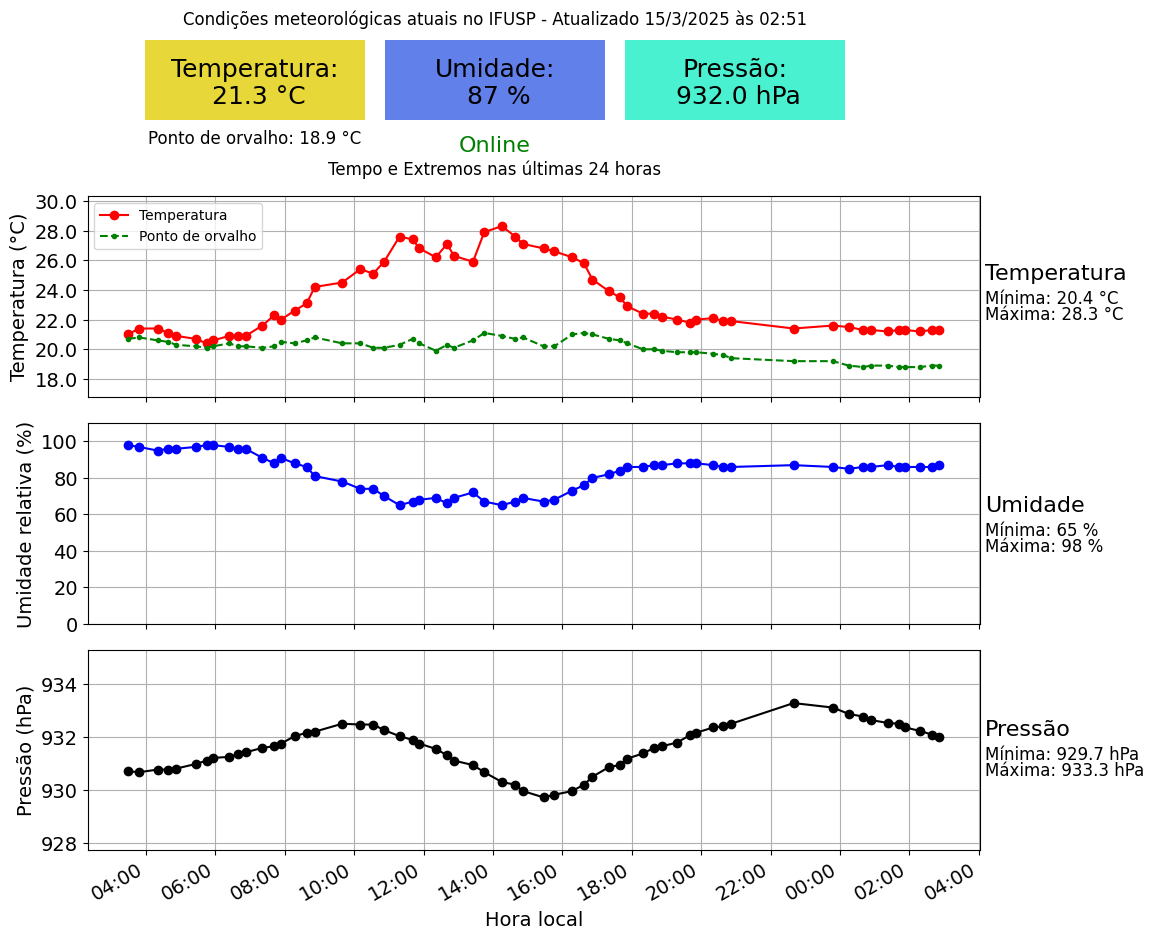 Condições meteorológicas atuais no IFUSP - Atualizado 15/3/2025 às 02:51
Temperatura:
21.3 °C
Umidade:
87 %
Pressão:
932.0 hPa
Ponto de orvalho: 18.9 °C
Online
Tempo e Extremos nas últimas 24 horas
Temperatura (°C)
30.0
28.0
26.0
24.0
22.0
20.0
18.0
Temperatura
Ponto de orvalho
Temperatura
Mínima: 20.4 °C
Máxima: 28.3 °C
Umidade relativa (%)
100
80
60
40
20
0
Umidade
Mínima: 65 %
Máxima: 98 %
Pressão (hPa)
934
932
930
928
Pressão
Mínima: 929.7 hPa
Máxima: 933.3 hPa
04:00 06:00 08:00 10:00 12:00 14:00 16:00 18:00 20:00 22:00 00:00 02:00 04:00
Hora local